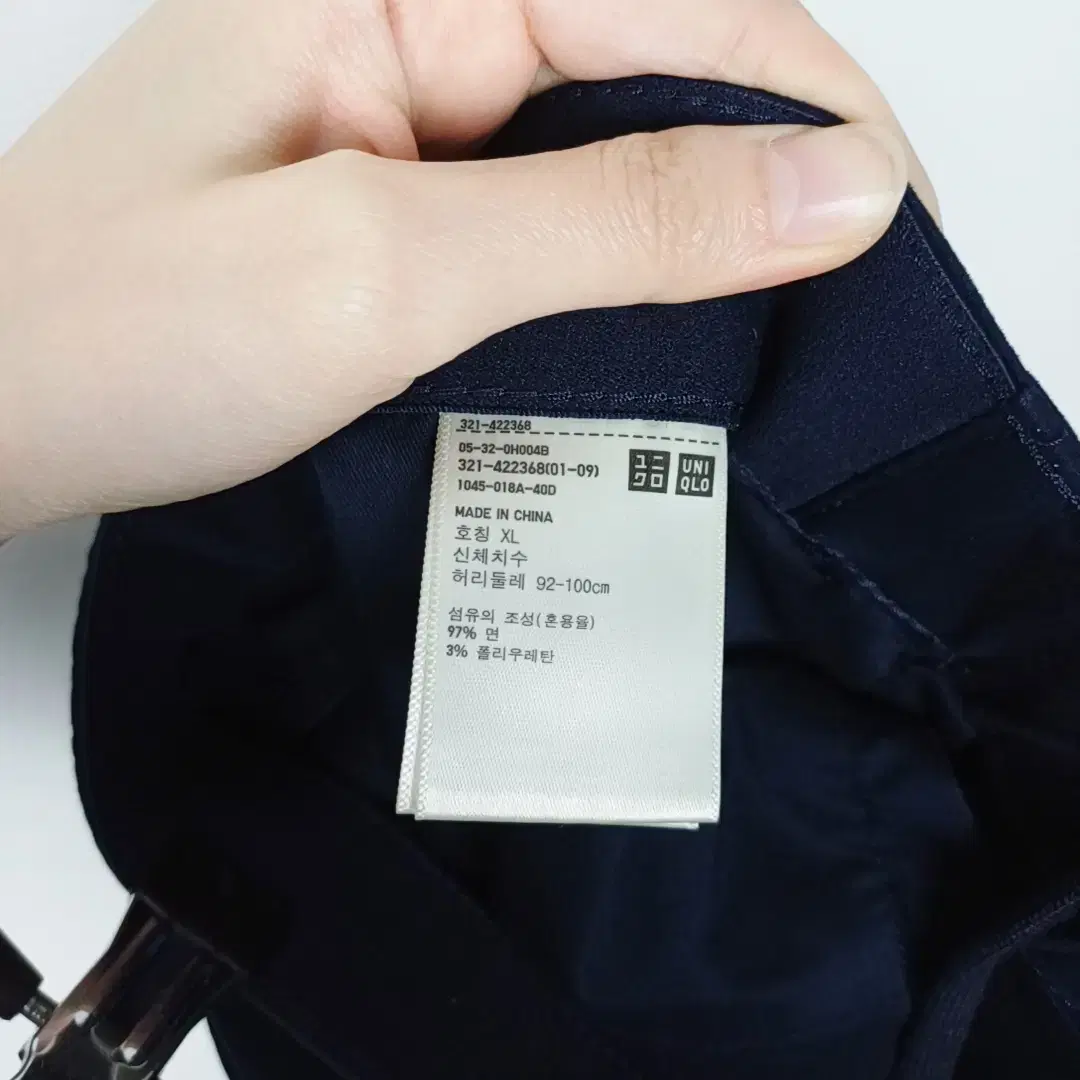 321-422368
05-32-0H004B
321-422368(01-09)
1045-018A-40D
ユニ
クロ
UNI
QLO
MADE IN CHINA
호칭 XL
신체치수
허리둘레 92-100cm
섬유의 조성(혼용율)
97% 면
3% 폴리우레탄